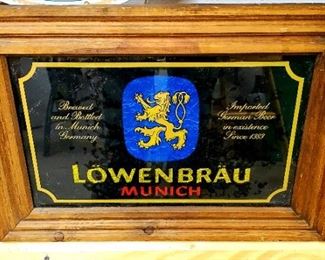 Brewed
and Bottled
in Munich
Germany
Imported
German Beer
in existence
Since 1383
LÖWENBRÄU
MUNICH